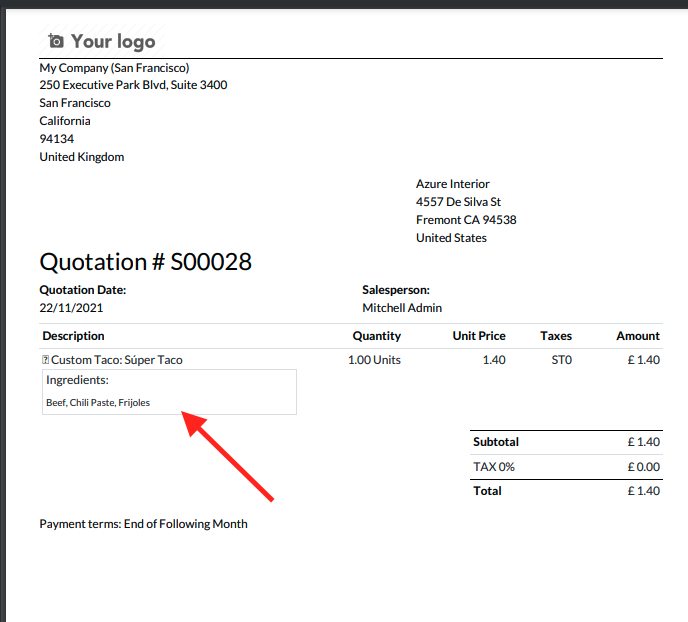 Your logo
My Company (San Francisco)
250 Executive Park Blvd, Suite 3400
San Francisco
California
94134
United Kingdom
Azure Interior
4557 De Silva St
Fremont CA 94538
United States
Quotation # S00028
Quotation Date: Salesperson:
22/11/2021 Mitchell Admin
Description Quantity Unit Price Taxes Amount
Custom Taco: Súper Taco 1.00 Units 1.40 ST0 £ 1.40
Ingredients:
Beef, Chili Paste, Frijoles
Subtotal £ 1.40
TAX 0% £ 0.00
Total £ 1.40
Payment terms: End of Following Month